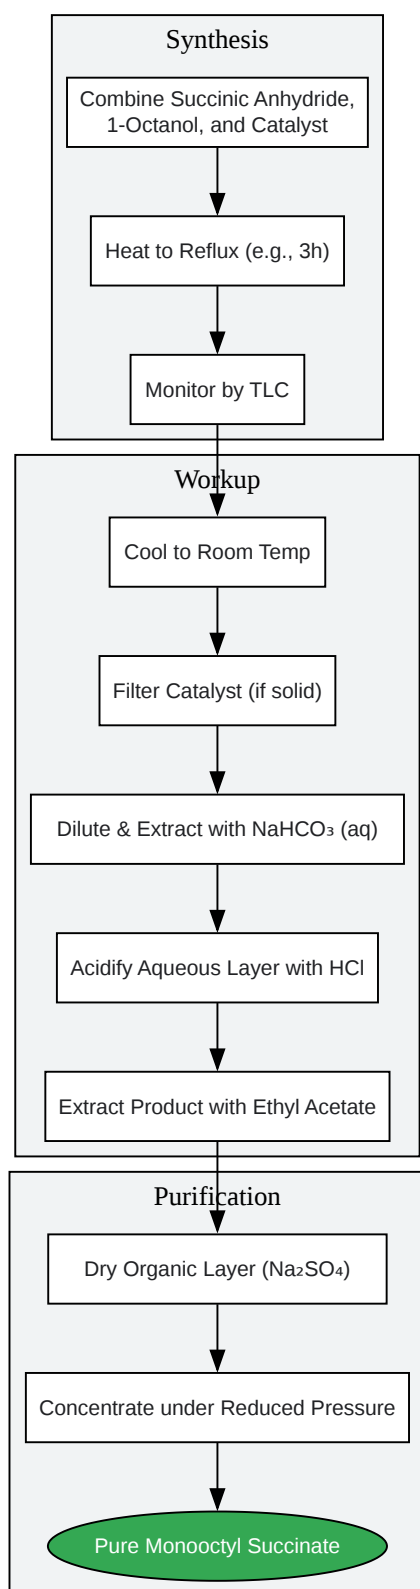 Synthesis
Combine Succinic Anhydride,
1-Octanol, and Catalyst
Heat to Reflux (e.g., 3h)
Monitor by TLC
Workup
Cool to Room Temp
Filter Catalyst (if solid)
Dilute & Extract with NaHCO₃ (aq)
Acidify Aqueous Layer with HCl
Extract Product with Ethyl Acetate
Purification
Dry Organic Layer (Na₂SO₄)
Concentrate under Reduced Pressure
Pure Monooctyl Succinate